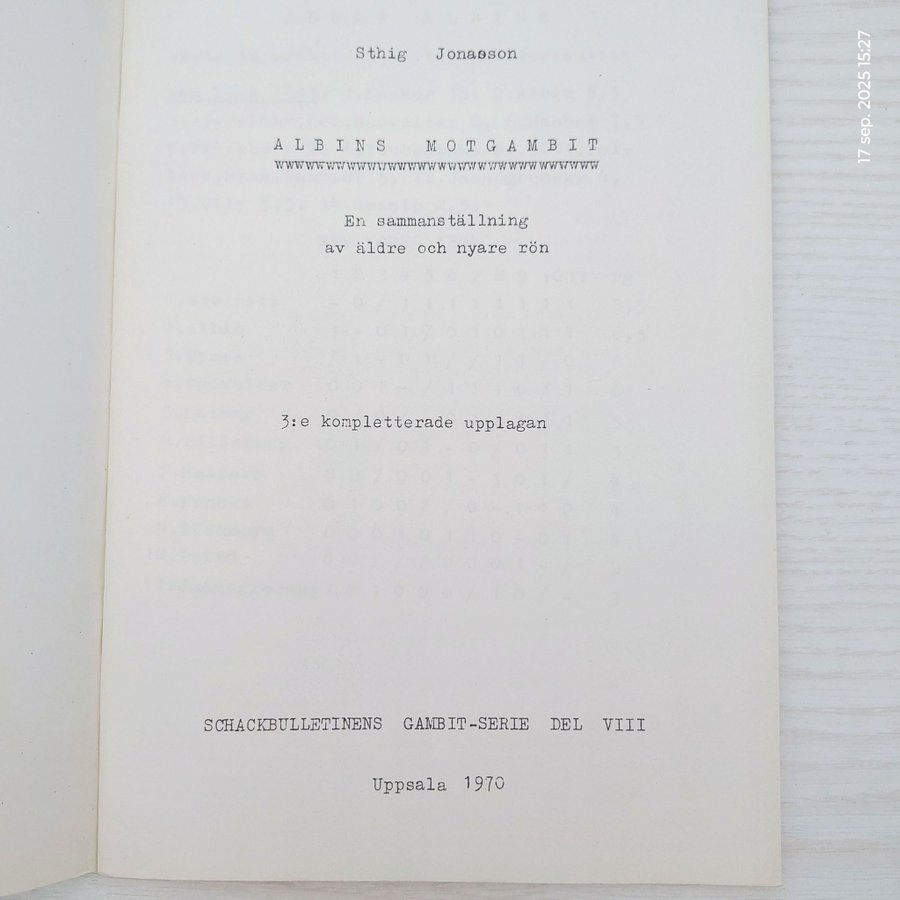 Sthig Jonasson
ALBINS MOTGAMBIT
wwwwwwwwwwwwwwwwwwwwwwwwwwwwwwww
En sammanställning
av äldre och nyare rön
3:e kompletterade upplagan
SCHACKBULLETINENS GAMBIT-SERIE DEL VIII
Uppsala 1970
17 sep. 2025 15:27